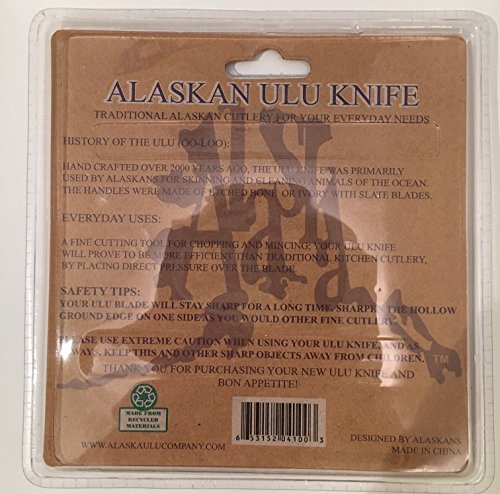 ALASKAN ULU KNIFE
TRADITIONAL ALASKAN CUTLERY FOR YOUR EVERYDAY NEEDS
HISTORY OF THE ULU (OO-LOO):
HAND CRAFTED OVER 2000 YEARS AGO, THE ULU KNIFE WAS PRIMARILY
USED BY ALASKANS FOR SKINNING AND CLEANING ANIMALS OF THE OCEAN.
THE HANDLES WERE MADE OF ETCHED BONE OR IVORY WITH SLATE BLADES.
EVERYDAY USES:
A FINE CUTTING TOOL FOR CHOPPING AND MINCING; YOUR ULU KNIFE
WILL PROVE TO BE MORE EFFICIENT THAN TRADITIONAL KITCHEN CUTLERY,
BY PLACING DIRECT PRESSURE OVER THE BLADE.
SAFETY TIPS:
YOUR ULU BLADE WILL STAY SHARP FOR A LONG TIME. SHARPEN THE HOLLOW
GROUND EDGE ON ONE SIDE AS YOU WOULD OTHER FINE CUTLERY.
PLEASE USE EXTREME CAUTION WHEN USING YOUR ULU KNIFE, AND AS
ALWAYS, KEEP THIS AND OTHER SHARP OBJECTS AWAY FROM CHILDREN.
TM
THANK YOU FOR PURCHASING YOUR NEW ULU KNIFE AND
BON APPETITE!
MADE FROM
RECYCLED
MATERIALS
6 53152 04100 3
WWW.ALASKAULUCOMPANY.COM
DESIGNED BY ALASKANS
MADE IN CHINA